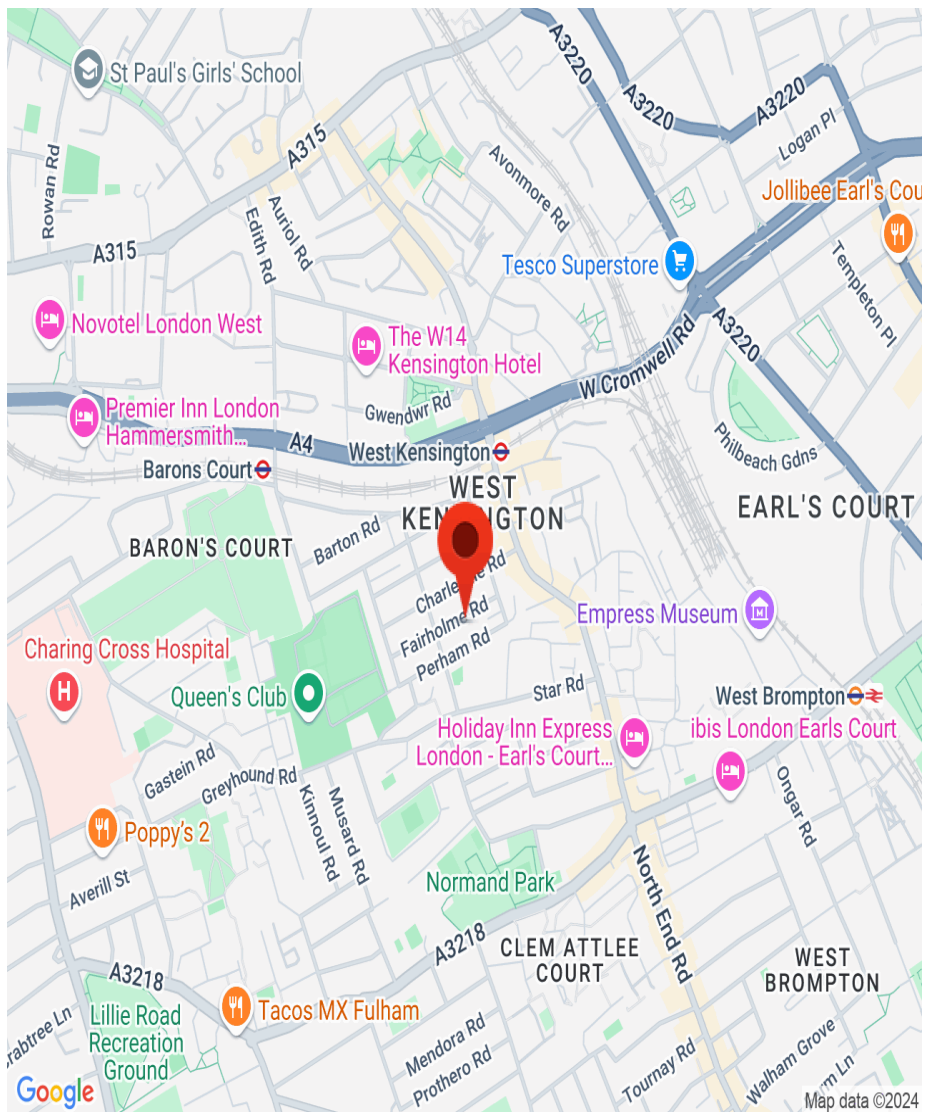 St Paul's Girls' School
A3220
A3220
A3220
Logan Pl
A315
Rowan Rd
Avonmore Rd
Jollibee Earl's Cou
Auriol Rd
Edith Rd
A315
Tesco Superstore
Templeton Pl
Novotel London West
The W14
Kensington Hotel
A3220
W Cromwell Rd
Premier Inn London
Hammersmith...
Gwendwr Rd
A4
West Kensington
Philbeach Gdns
Barons Court
WEST
EARL'S COURT
Barton Rd
BARON'S COURT
Fairholme Rd
Perham Rd
Empress Museum
Charing Cross Hospital
Queen's Club
Star Rd
West Brompton
Holiday Inn Express
London - Earl's Court...
ibis London Earls Court
Gastein Rd
Greyhound Rd
Kinnoul Rd
Musard Rd
Ongar Rd
Poppy's 2
Averill St
Normand Park
North End Rd
A3218
CLEM ATTLEE
COURT
WEST
BROMPTON
A3218
Tacos MX Fulham
Lillie Road
Recreation
Ground
Mendora Rd
Prothero Rd
Tournay Rd
Walham Grove
Google
Map data ©2024